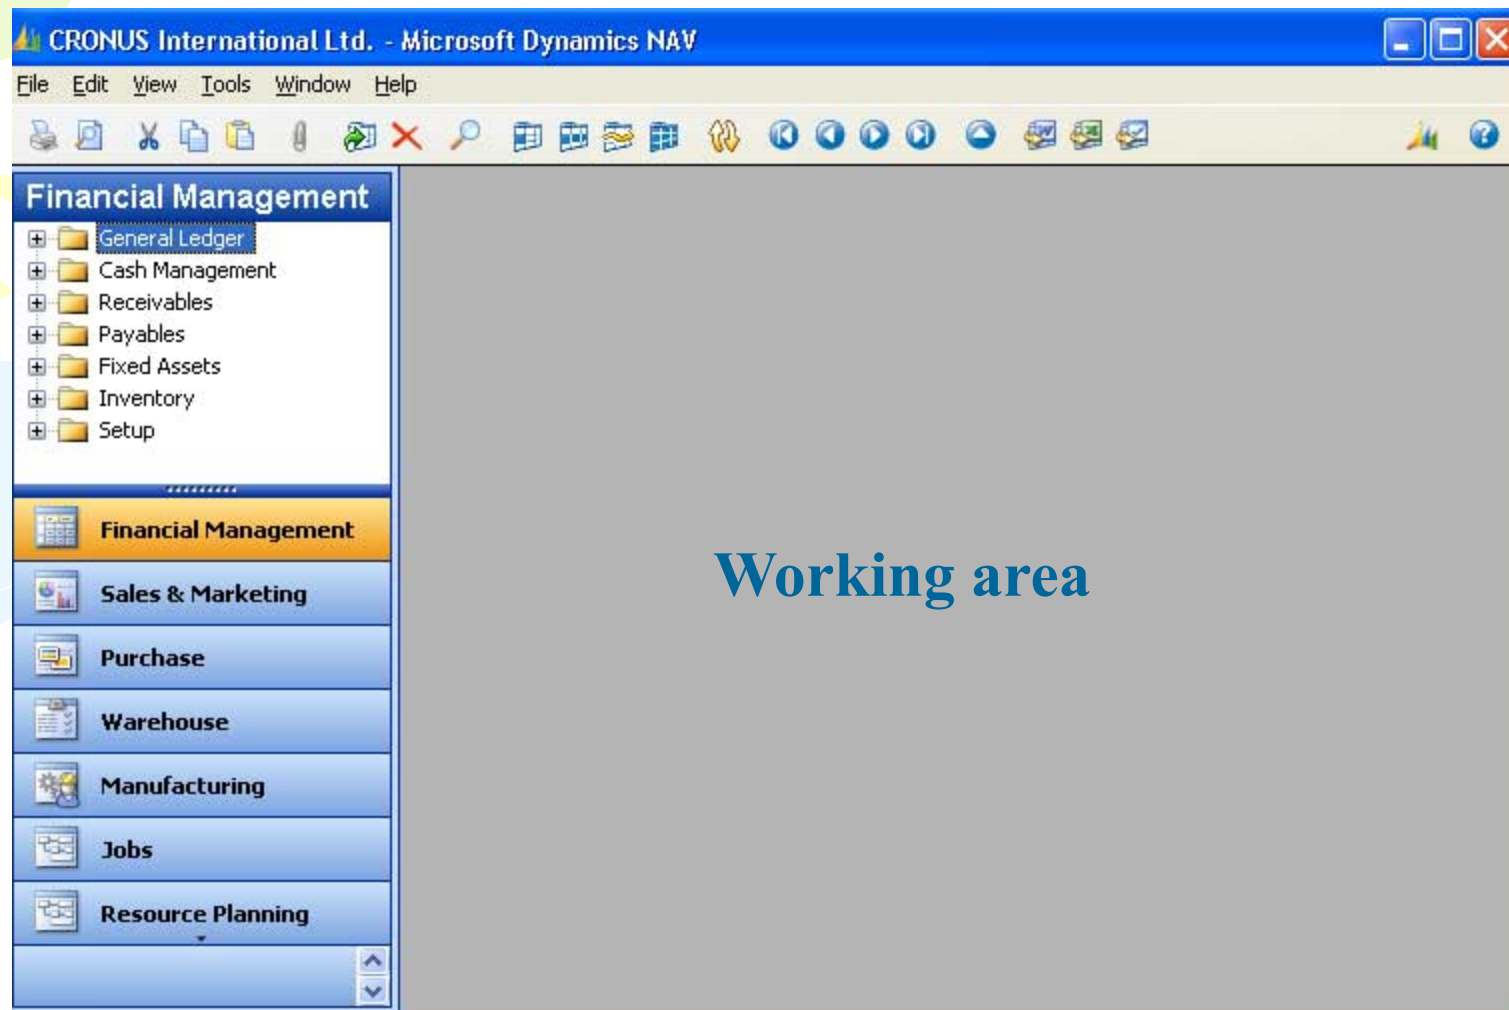 CRONUS International Ltd. - Microsoft Dynamics NAV
File Edit View Tools Window Help
Financial Management
General Ledger
Cash Management
Receivables
Payables
Fixed Assets
Inventory
Setup
Financial Management
Sales & Marketing
Purchase
Warehouse
Manufacturing
Jobs
Resource Planning
Working area